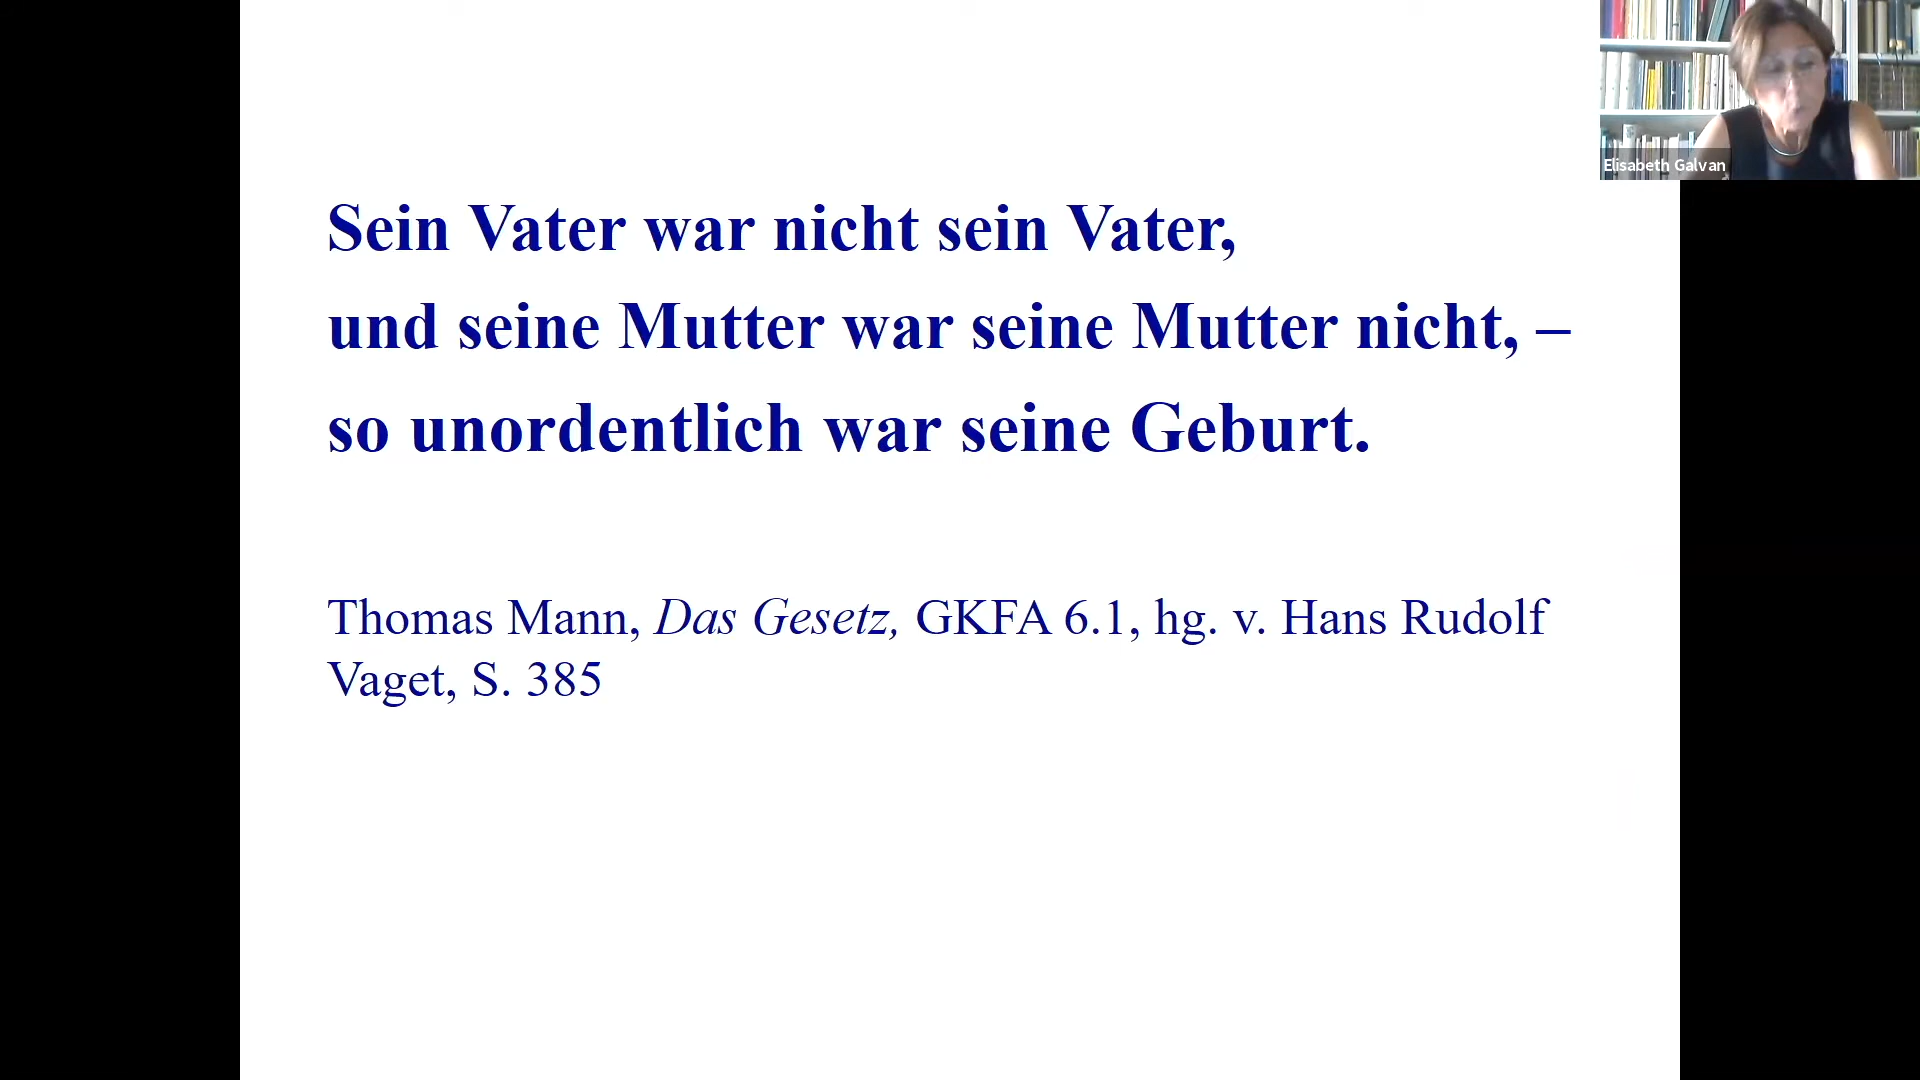 Elisabeth Galvan
Sein Vater war nicht sein Vater,
und seine Mutter war seine Mutter nicht, –
so unordentlich war seine Geburt.
Thomas Mann, Das Gesetz, GKFA 6.1, hg. v. Hans Rudolf
Vaget, S. 385